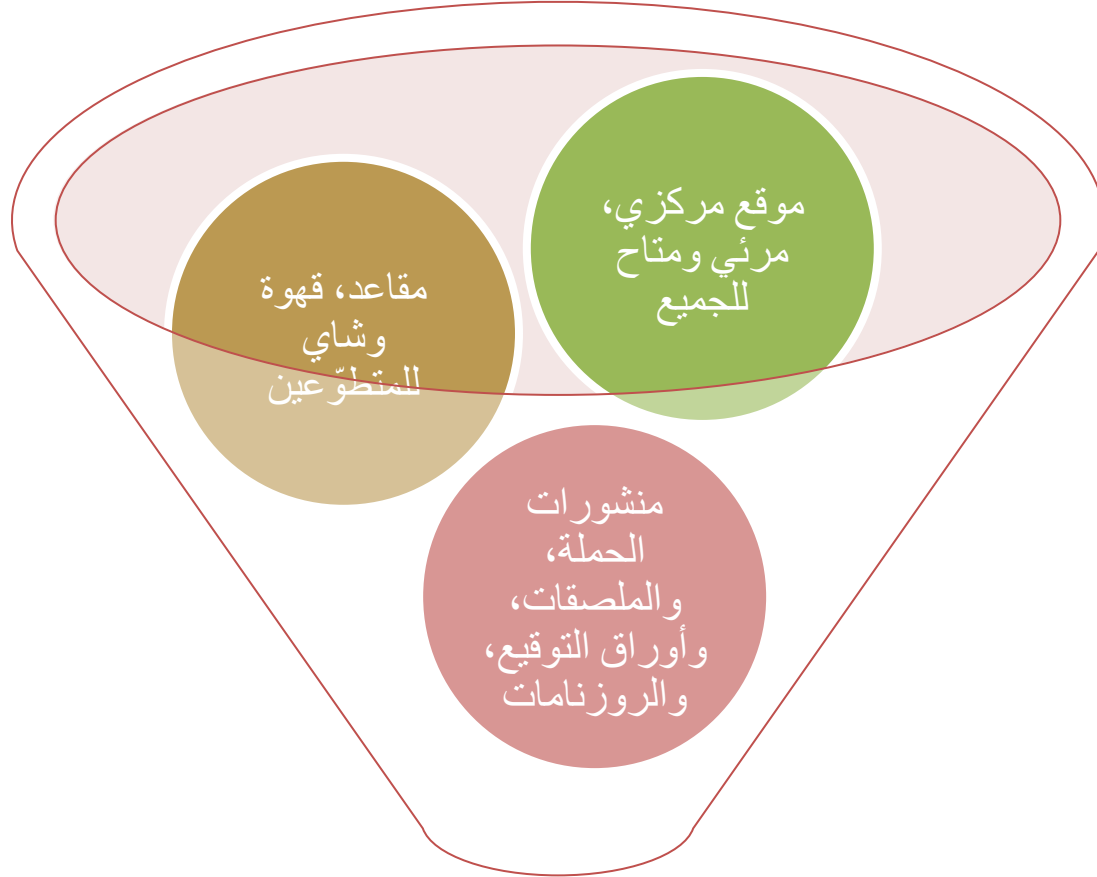 موقع مركزي،
مرئي ومتاح
للجميع
مقاعد، قهوة
وشاي
للمتطوّعين
منشورات
الحملة،
والملصقات،
وأوراق التوقيع،
والروزنامات